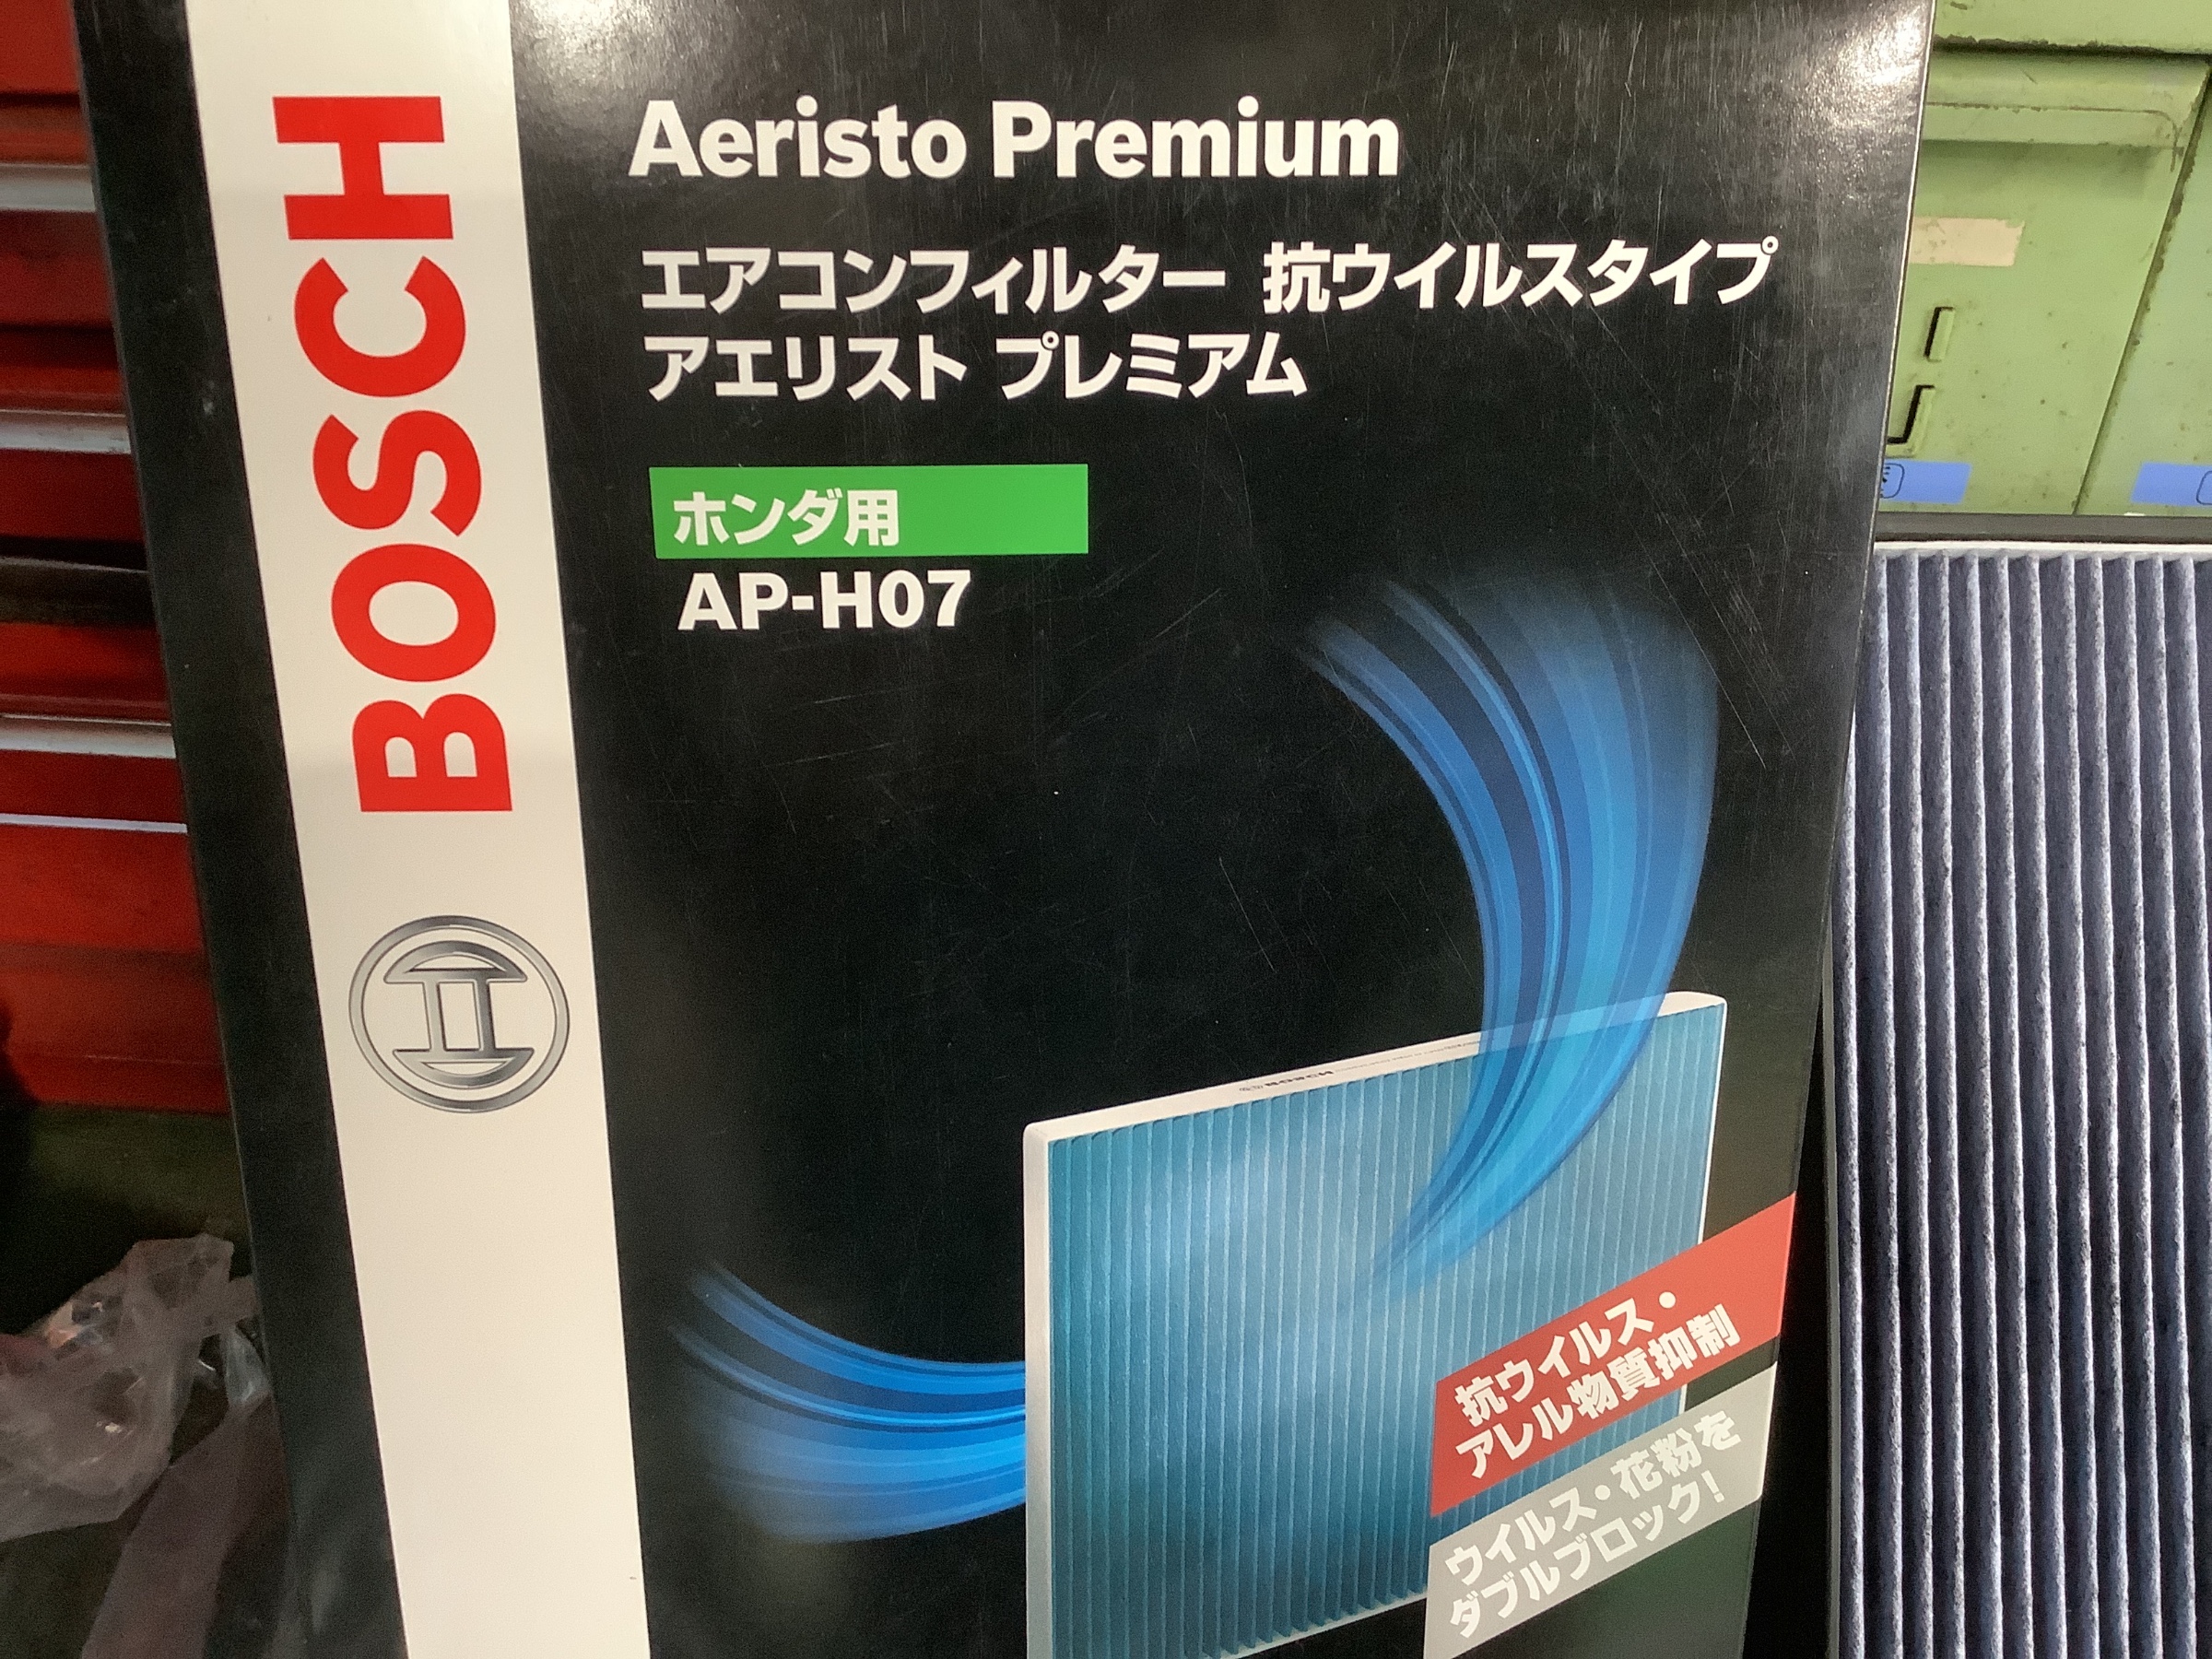 BOSCH
Aeristo Premium
エアコンフィルター 抗ウイルスタイプ
アエリスト プレミアム
ホンダ用
AP-H07
BOSCH
抗ウイルス・
アレル物質抑制
ウイルス・花粉を
ダブルブロック!